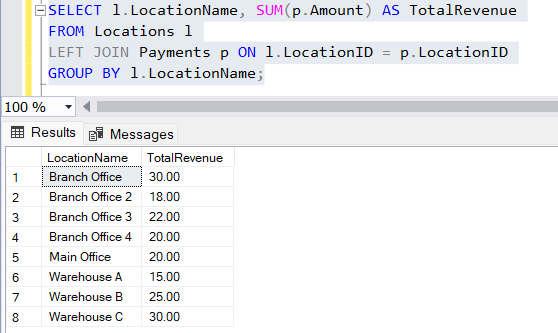 SELECT l.LocationName, SUM(p.Amount) AS TotalRevenue
FROM Locations l
LEFT JOIN Payments p ON l.LocationID = p.LocationID
GROUP BY l.LocationName;
100 %
Results Messages
LocationName TotalRevenue
1 Branch Office 30.00
2 Branch Office 2 18.00
3 Branch Office 3 22.00
4 Branch Office 4 20.00
5 Main Office 20.00
6 Warehouse A 15.00
7 Warehouse B 25.00
8 Warehouse C 30.00